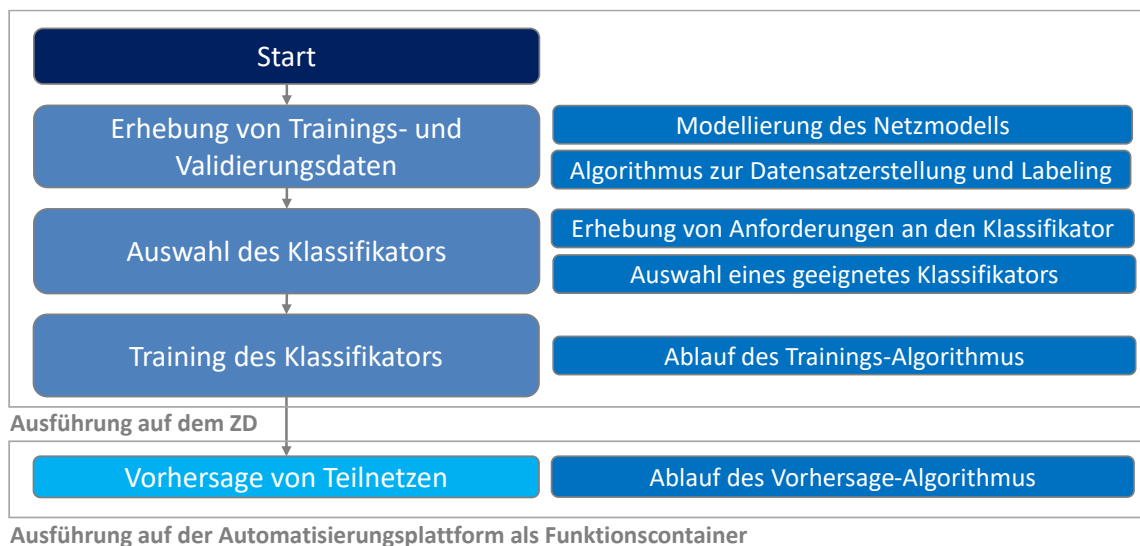 Start
Erhebung von Trainings- und
Validierungsdaten
Modellierung des Netzmodells
Algorithmus zur Datensatzerstellung und Labeling
Auswahl des Klassifikators
Erhebung von Anforderungen an den Klassifikator
Auswahl eines geeignetes Klassifikators
Training des Klassifikators
Ablauf des Trainings-Algorithmus
Ausführung auf dem ZD
Vorhersage von Teilnetzen
Ablauf des Vorhersage-Algorithmus
Ausführung auf der Automatisierungsplattform als Funktionscontainer